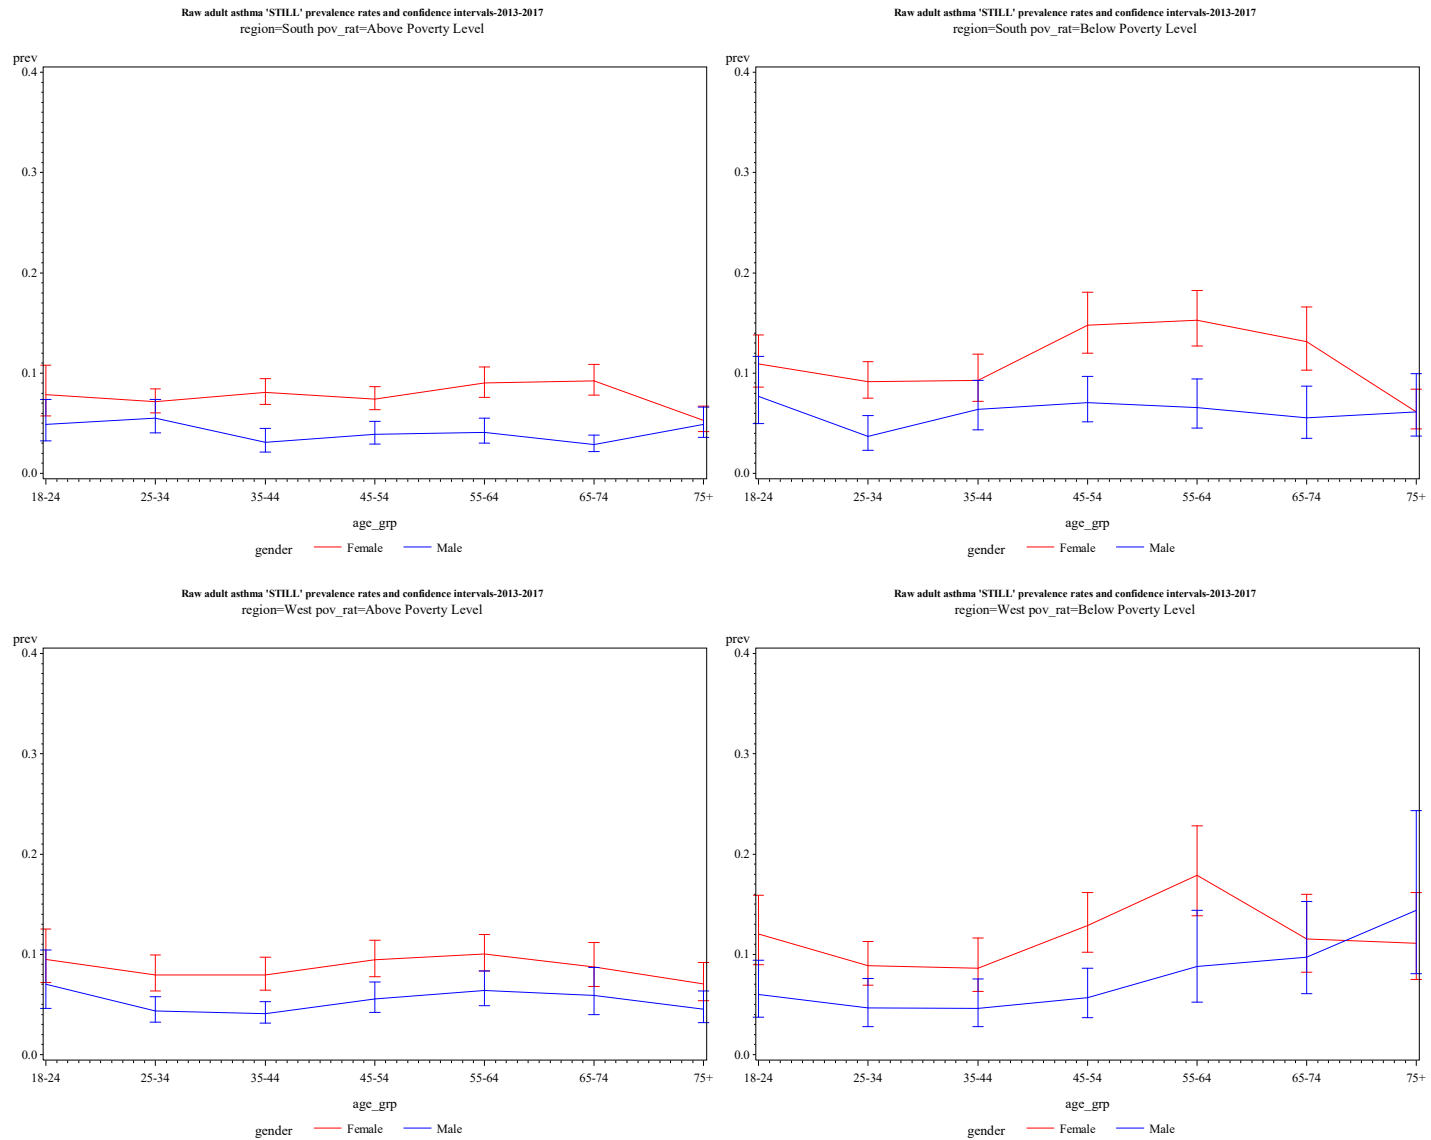 Raw adult asthma 'STILL' prevalence rates and confidence intervals-2013-2017
region=South pov_rat=Above Poverty Level
prev
0.4
0.3
0.2
0.1
0.0
18-24 25-34 35-44 45-54 55-64 65-74 75+
age_grp
gender Female Male
Raw adult asthma 'STILL' prevalence rates and confidence intervals-2013-2017
region=South pov_rat=Below Poverty Level
prev
0.4
0.3
0.2
0.1
0.0
18-24 25-34 35-44 45-54 55-64 65-74 75+
age_grp
gender Female Male
Raw adult asthma 'STILL' prevalence rates and confidence intervals-2013-2017
region=West pov_rat=Above Poverty Level
prev
0.4
0.3
0.2
0.1
0.0
18-24 25-34 35-44 45-54 55-64 65-74 75+
age_grp
gender Female Male
Raw adult asthma 'STILL' prevalence rates and confidence intervals-2013-2017
region=West pov_rat=Below Poverty Level
prev
0.4
0.3
0.2
0.1
0.0
18-24 25-34 35-44 45-54 55-64 65-74 75+
age_grp
gender Female Male